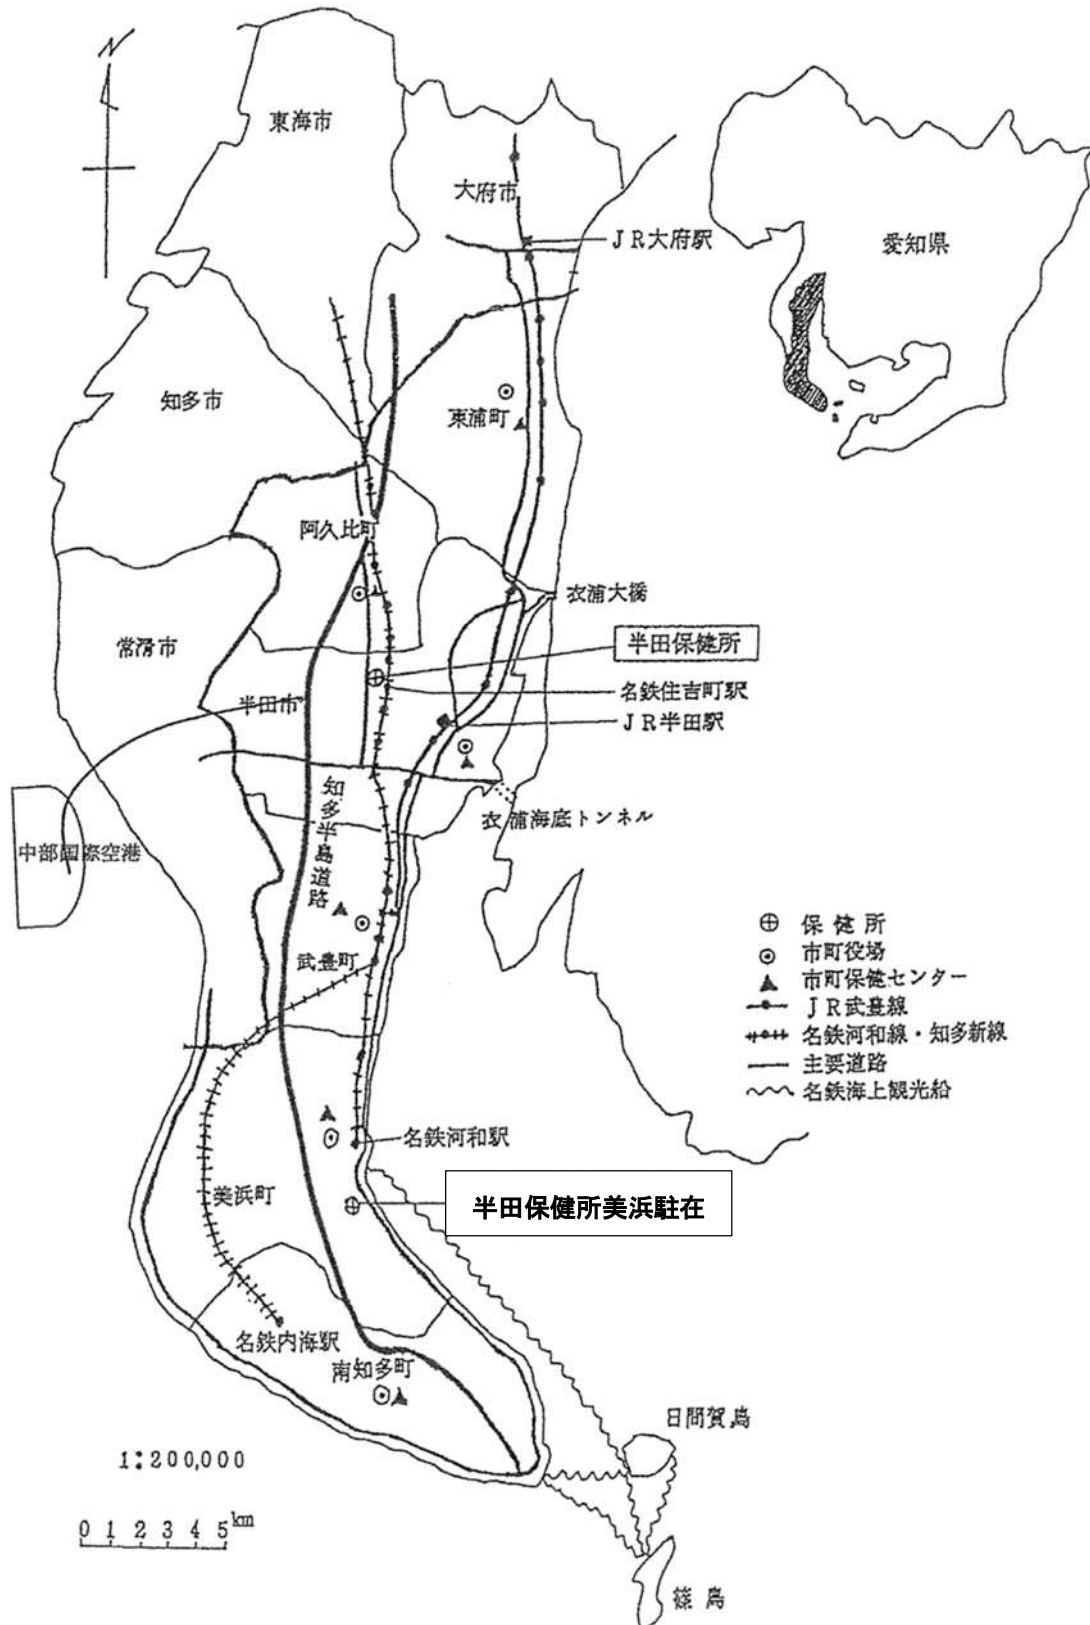 N
東海市
大府市
JR大府駅
愛知県
知多市
東浦町
阿久比町
衣浦大橋
半田保健所
常滑市
名鉄住吉町駅
半田市
JR半田駅
知多半島道路
衣浦海底トンネル
中部国際空港
保健所
市町役場
市町保健センター
JR武豊線
名鉄河和線・知多新線
主要道路
名鉄海上観光船
武豊町
名鉄河和駅
美浜町
半田保健所美浜駐在
名鉄内海駅
南知多町
日間賀島
1:200,000
0 1 2 3 4 5 km
篠島